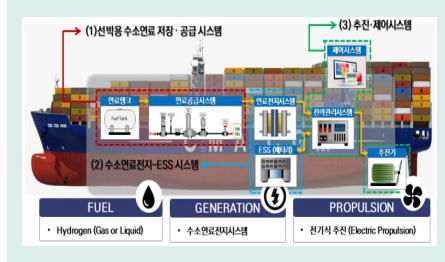 (1)선박용 수소연료 저장· 공급 시스템
(3) 추진·제어시스템
제어시스템
연료탱크
연료공급시스템
연료전지시스템
전력관리시스템
Fuel Tank
ESS (배터리)
추진기
(2) 수소연료전지-ESS 시스템
FUEL
GENERATION
PROPULSION
• Hydrogen (Gas or Liquid)
• 수소연료전지시스템
• 전기식 추진 (Electric Propulsion)